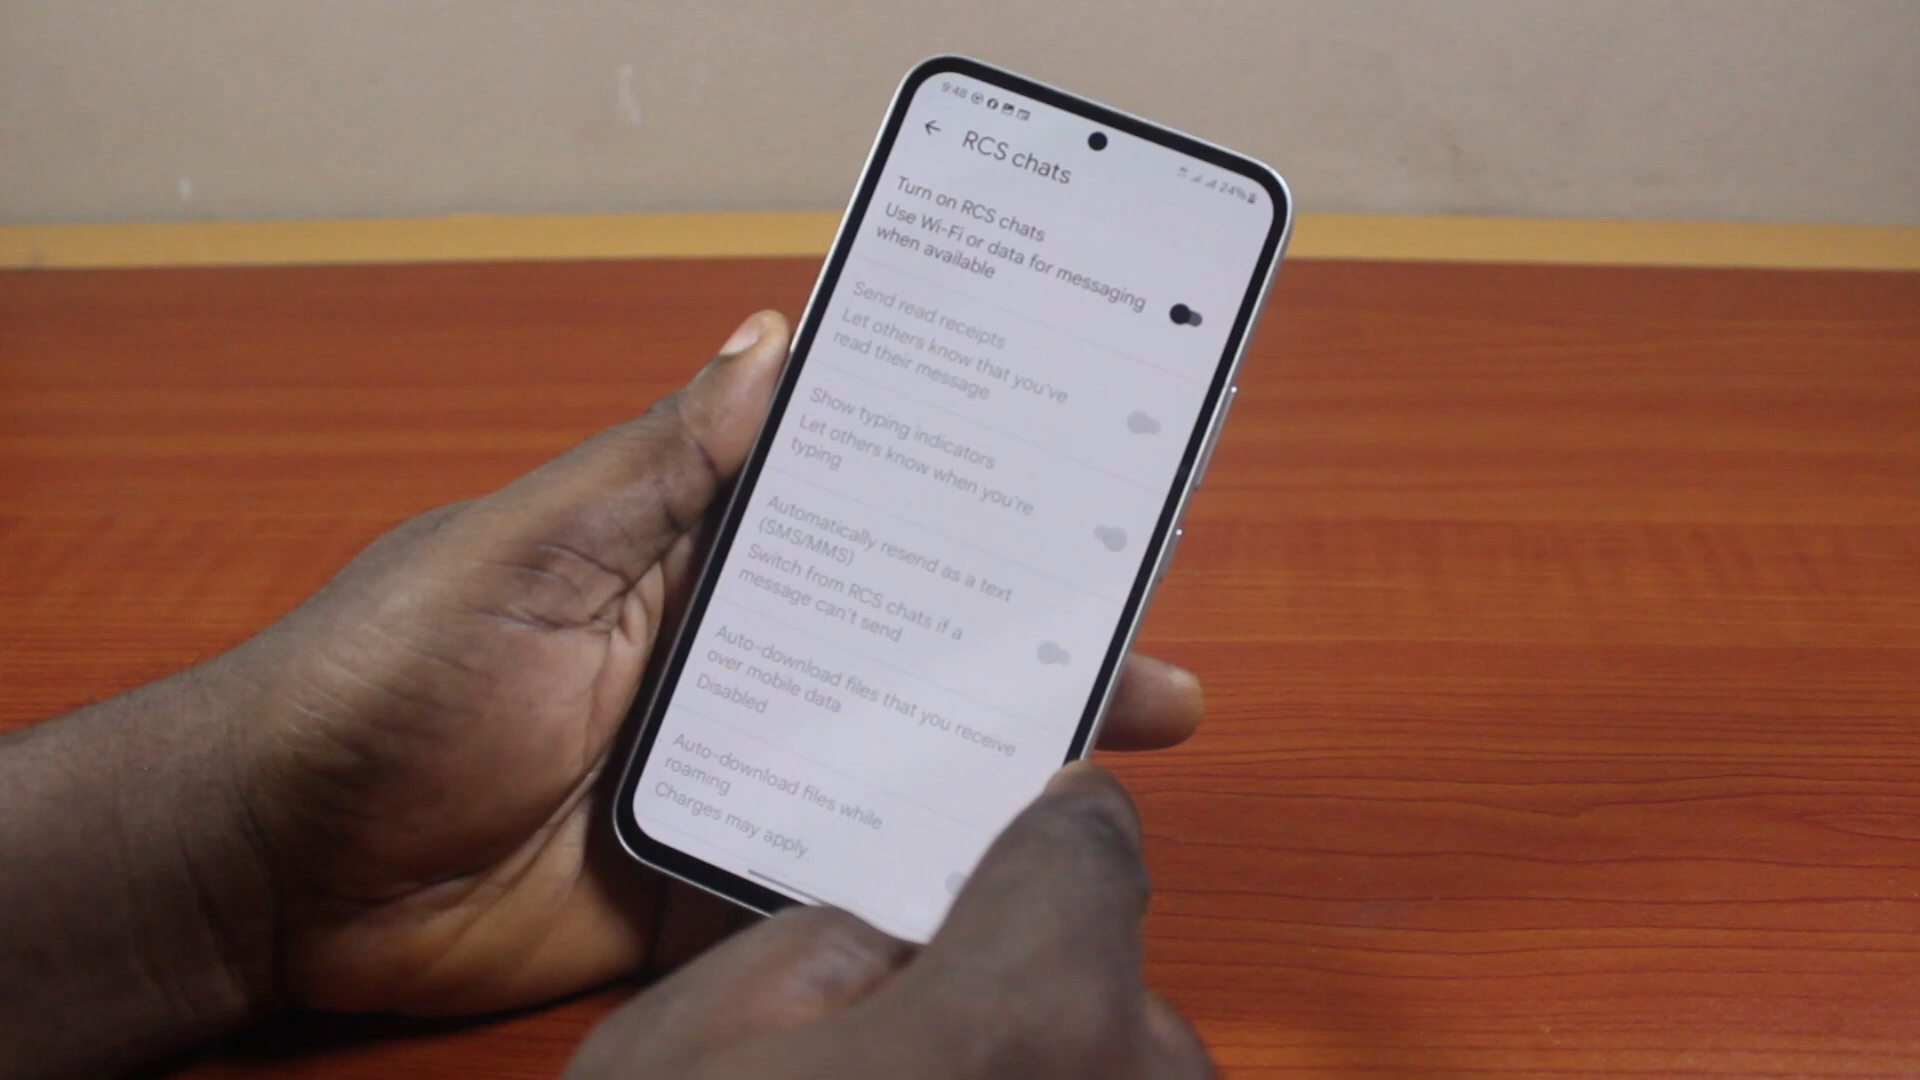 9:48
24%
RCS chats
Turn on RCS chats
Use Wi-Fi or data for messaging
when available
Send read receipts
Let others know that you've
read their message
Show typing indicators
Let others know when you're
typing
Automatically resend as a text
(SMS/MMS)
Switch from RCS chats if a
message can't send
Auto-download files that you receive
over mobile data
Disabled
Auto-download files while
roaming
Charges may apply